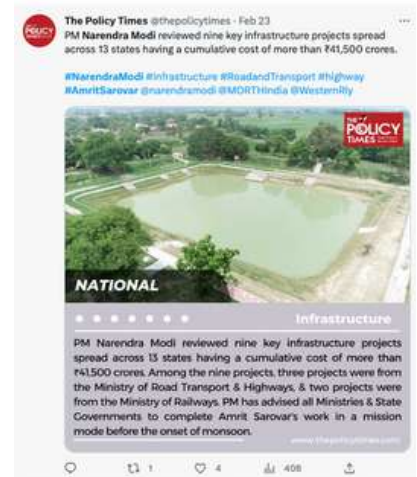 The Policy Times @thepolicytimes · Feb 23
PM Narendra Modi reviewed nine key infrastructure projects spread
across 13 states having a cumulative cost of more than ₹41,500 crores.
#NarendraModi #infrastructure #RoadandTransport #highway
#AmritSarovar @narendramodi @MORTHIndia @WesternRly
THE
POLICY
TIMES
NATIONAL
Infrastructure
PM Narendra Modi reviewed nine key infrastructure projects
spread across 13 states having a cumulative cost of more than
₹41,500 crores. Among the nine projects, three projects were from
the Ministry of Road Transport & Highways, & two projects were
from the Ministry of Railways. PM has advised all Ministries & State
Governments to complete Amrit Sarovar's work in a mission
mode before the onset of monsoon.
www.thepolicytimes.com
1
4
408